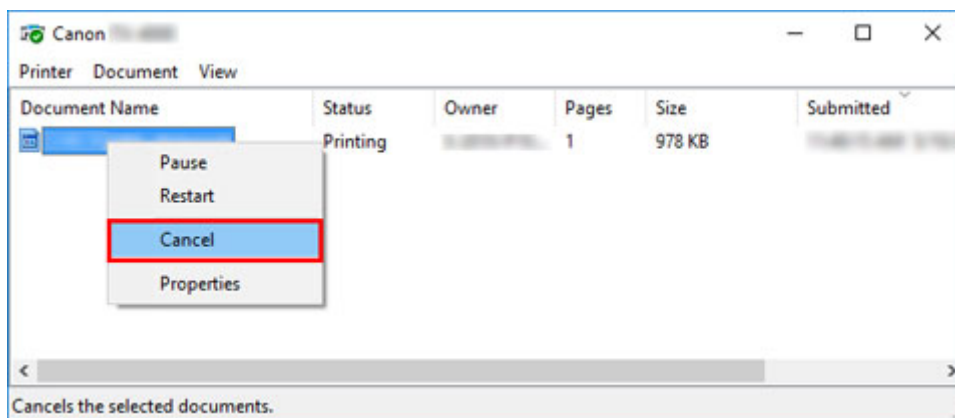 Canon
Printer Document View
Document Name Status Owner Pages Size Submitted
Printing 1 978 KB
Pause
Restart
Cancel
Properties
Cancels the selected documents.